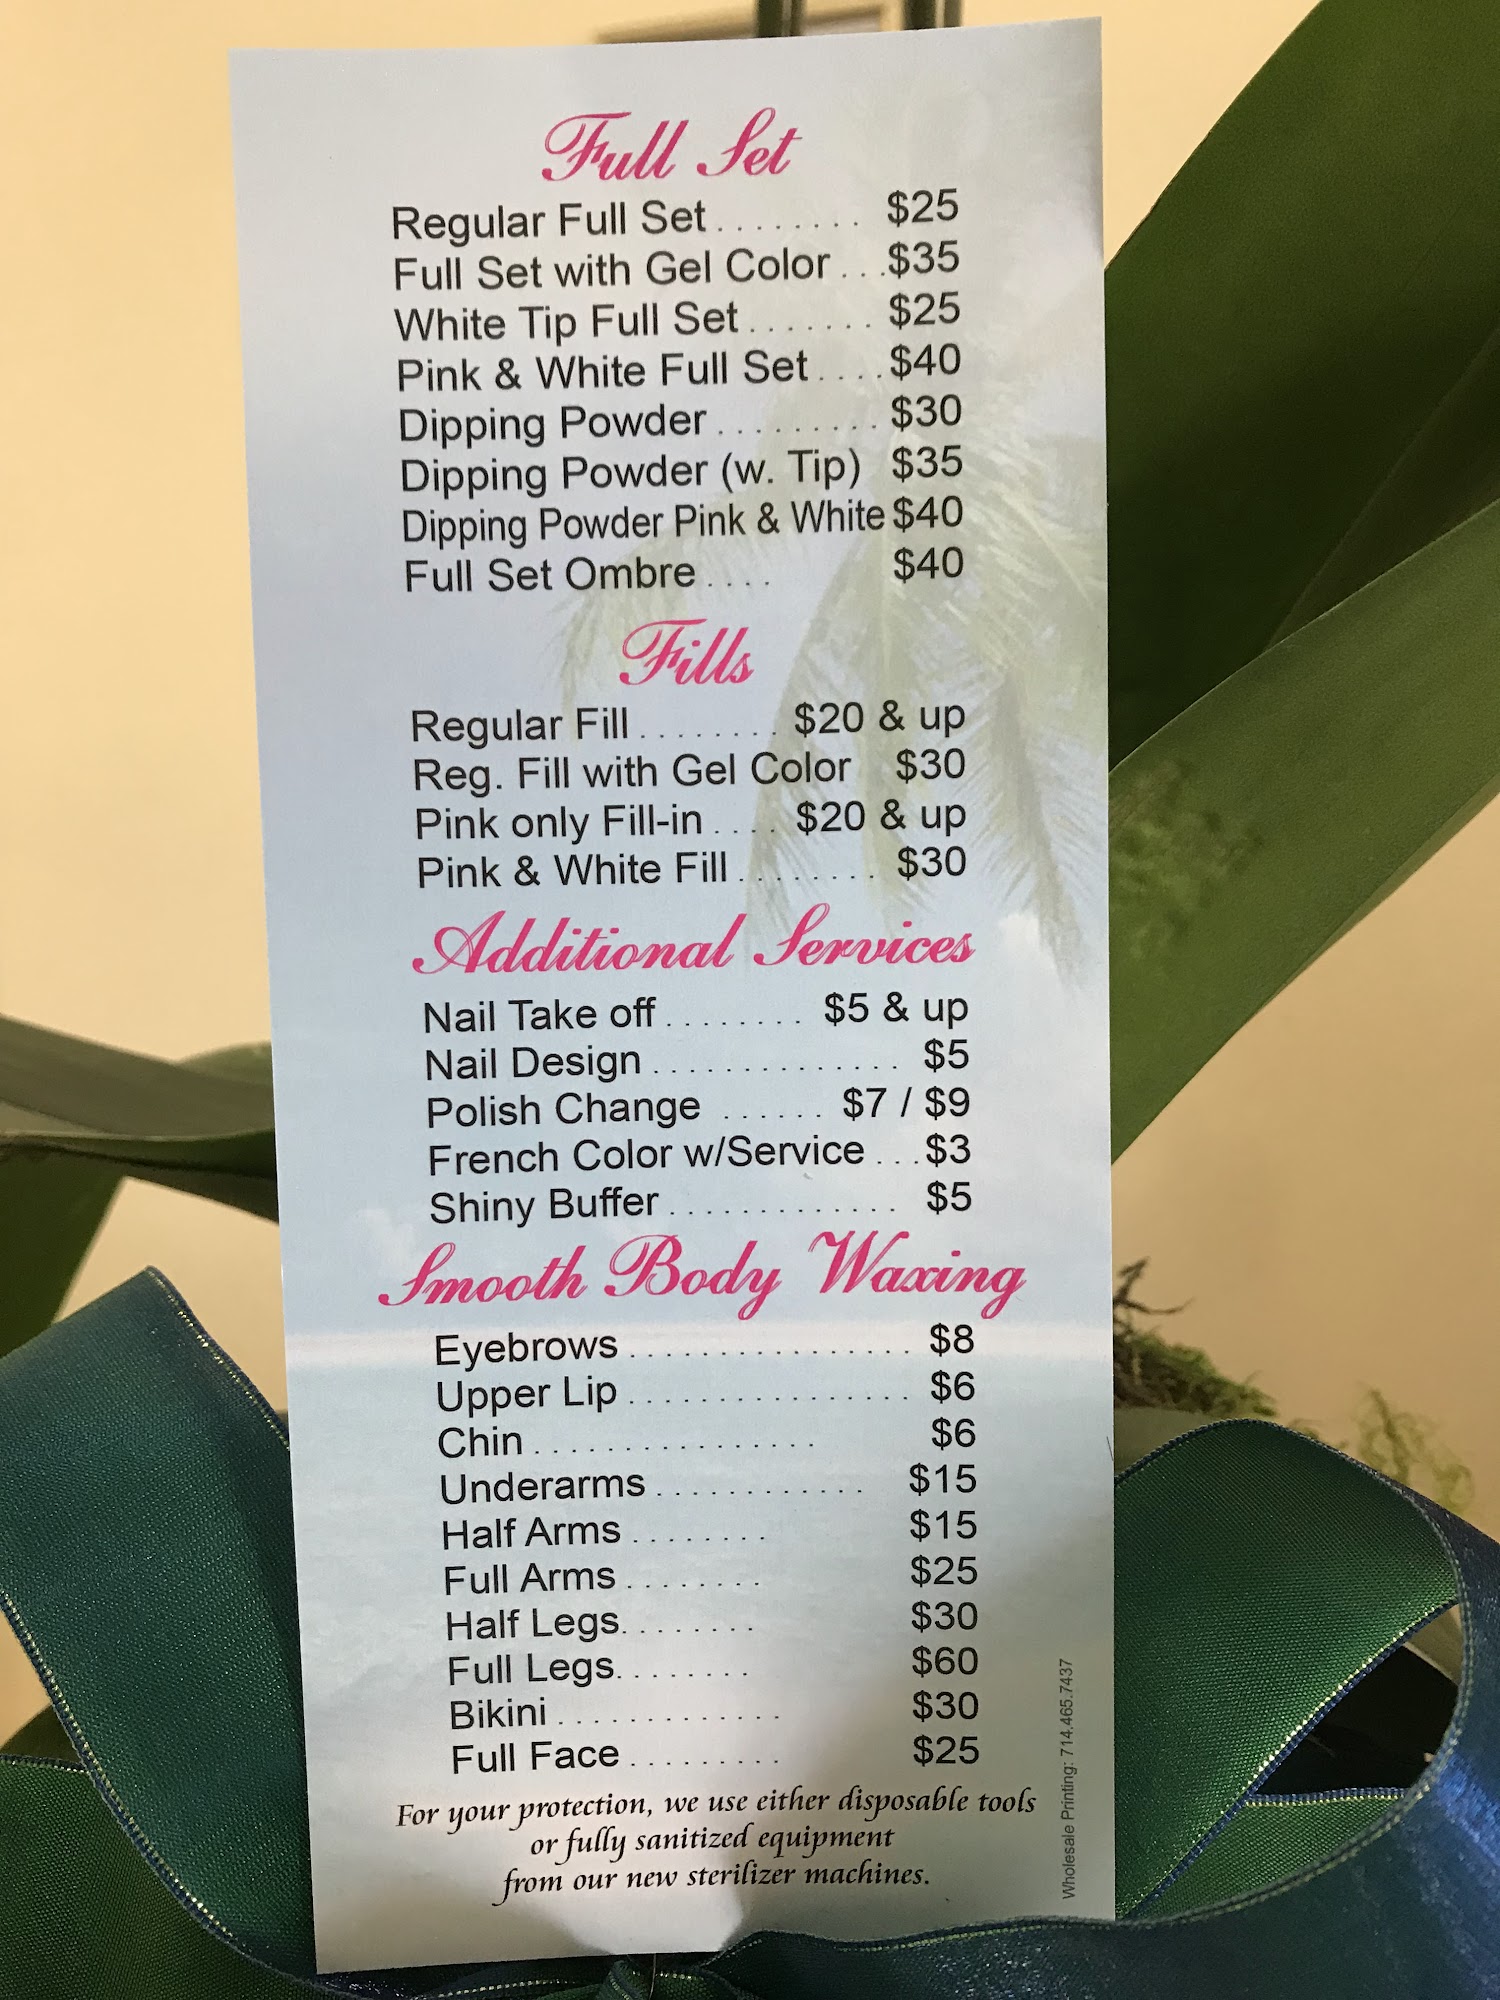 Full Set
Regular Full Set ........ $25
Full Set with Gel Color ...$35
White Tip Full Set ....... $25
Pink & White Full Set ....$40
Dipping Powder ......... $30
Dipping Powder (w. Tip) $35
Dipping Powder Pink & White $40
Full Set Ombre .... $40
Fills
Regular Fill ........ $20 & up
Reg. Fill with Gel Color $30
Pink only Fill-in .... $20 & up
Pink & White Fill ........ $30
Additional Services
Nail Take off ........ $5 & up
Nail Design .............. $5
Polish Change ...... $7 / $9
French Color w/Service ...$3
Shiny Buffer ............. $5
Smooth Body Waxing
Eyebrows ................ $8
Upper Lip ................ $6
Chin ................ $6
Underarms ............ $15
Half Arms ........ $15
Full Arms ........ $25
Half Legs ........ $30
Full Legs ........ $60
Bikini ............. $30
Full Face ......... $25
For your protection, we use either disposable tools
or fully sanitized equipment
from our new sterilizer machines.
Wholesale Printing: 714.465.7437